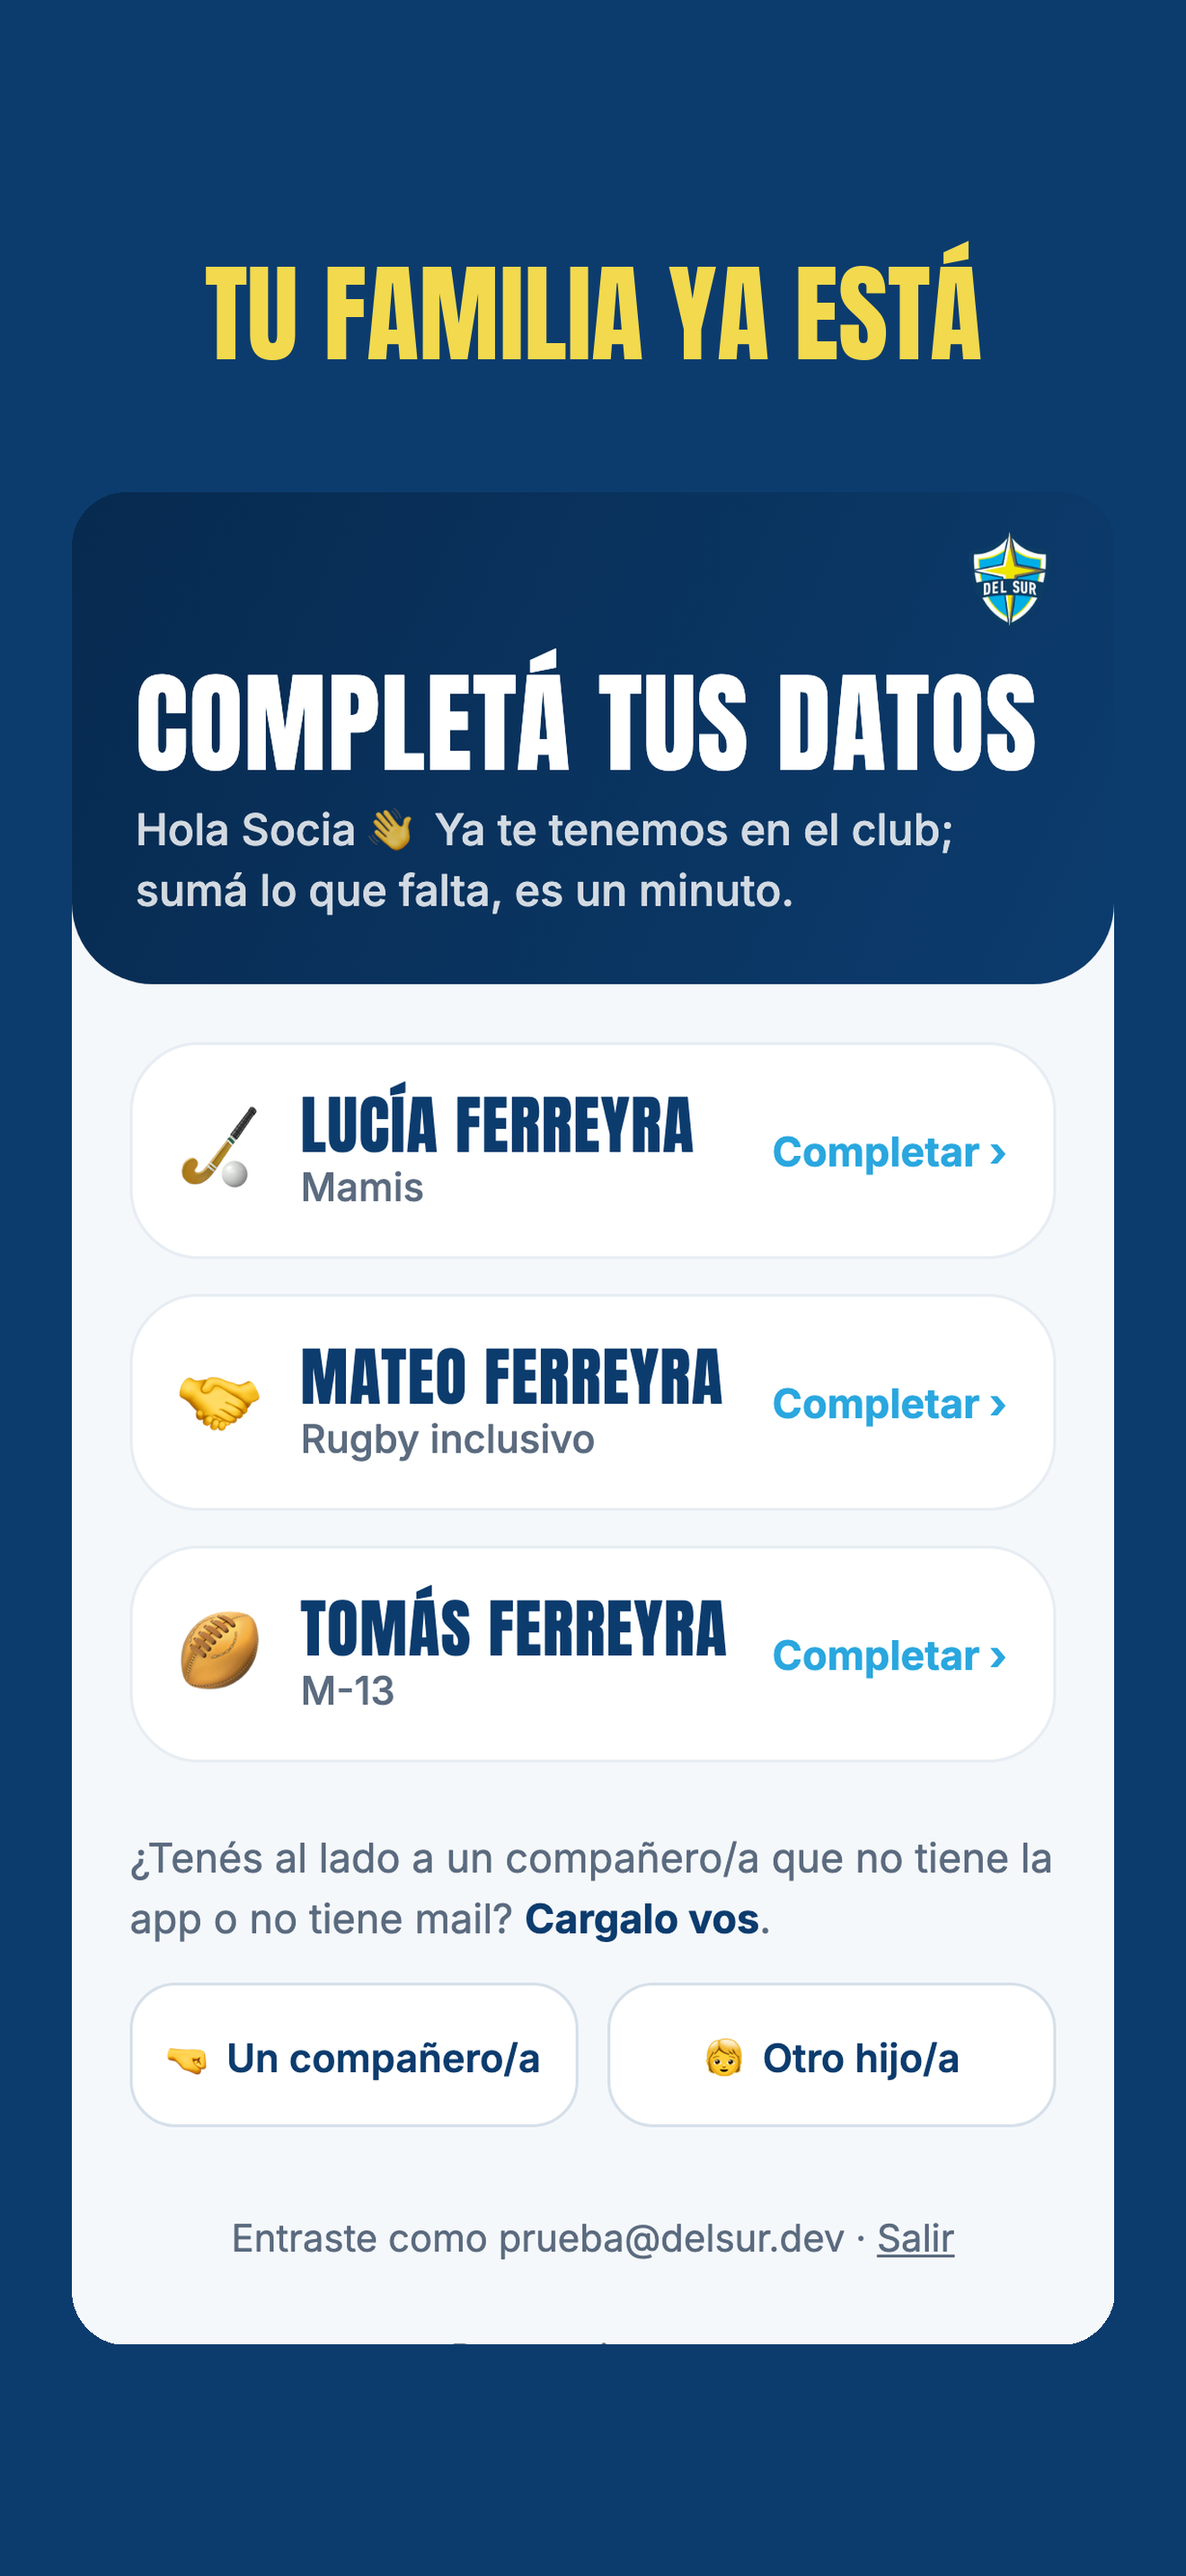 TU FAMILIA YA ESTÁ
DEL SUR
COMPLETÁ TUS DATOS
Hola Socia 👋 Ya te tenemos en el club;
sumá lo que falta, es un minuto.
LUCÍA FERREYRA
Mamis
Completar ›
MATEO FERREYRA
Rugby inclusivo
Completar ›
TOMÁS FERREYRA
M-13
Completar ›
¿Tenés al lado a un compañero/a que no tiene la
app o no tiene mail? Cargalo vos.
🤜 Un compañero/a
🧒 Otro hijo/a
Entraste como prueba@delsur.dev · Salir